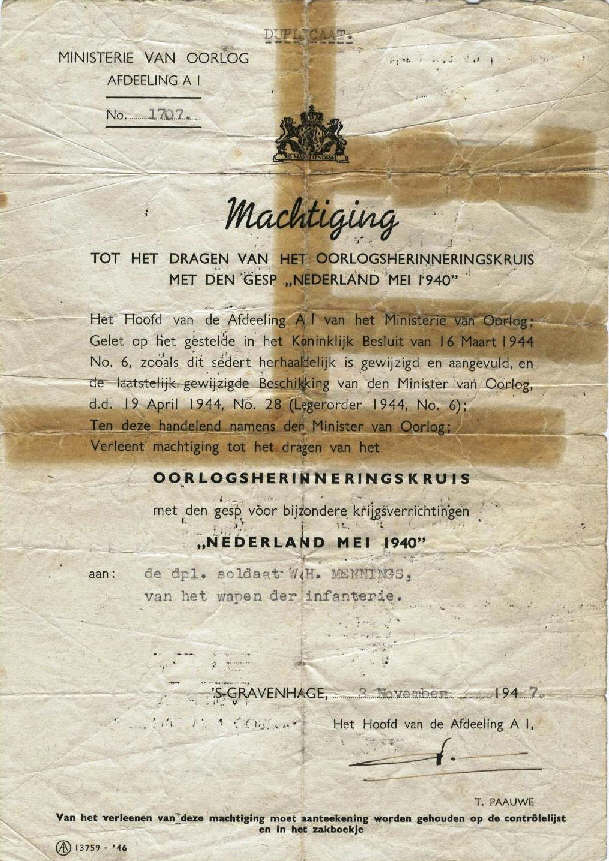 DUPLICAAT.
MINISTERIE VAN OORLOG
AFDEELING A I
No. 1707.
Machtiging
TOT HET DRAGEN VAN HET OORLOGSHERINNERINGSKRUIS
MET DEN GESP „NEDERLAND MEI 1940”
Het Hoofd van de Afdeeling A I van het Ministerie van Oorlog;
Gelet op het gestelde in het Koninklijk Besluit van 16 Maart 1944
No. 6, zooals dit sedert herhaaldelijk is gewijzigd en aangevuld, en
de laatstelijk gewijzigde Beschikking van den Minister van Oorlog,
d.d. 19 April 1944, No. 28 (Legerorder 1944, No. 6);
Ten deze handelend namens den Minister van Oorlog;
Verleent machtiging tot het dragen van het
OORLOGSHERINNERINGSKRUIS
met den gesp voor bijzondere krijgsverrichtingen
„NEDERLAND MEI 1940”
aan: de dpl. soldaat W.H. MENNINGS,
van het wapen der infanterie.
'S-GRAVENHAGE, 3 November 1947.
Het Hoofd van de Afdeeling A I,
T. PAAUWE
Van het verleenen van deze machtiging moet aanteekening worden gehouden op de contrôlelijst
en in het zakboekje
13759 - '46